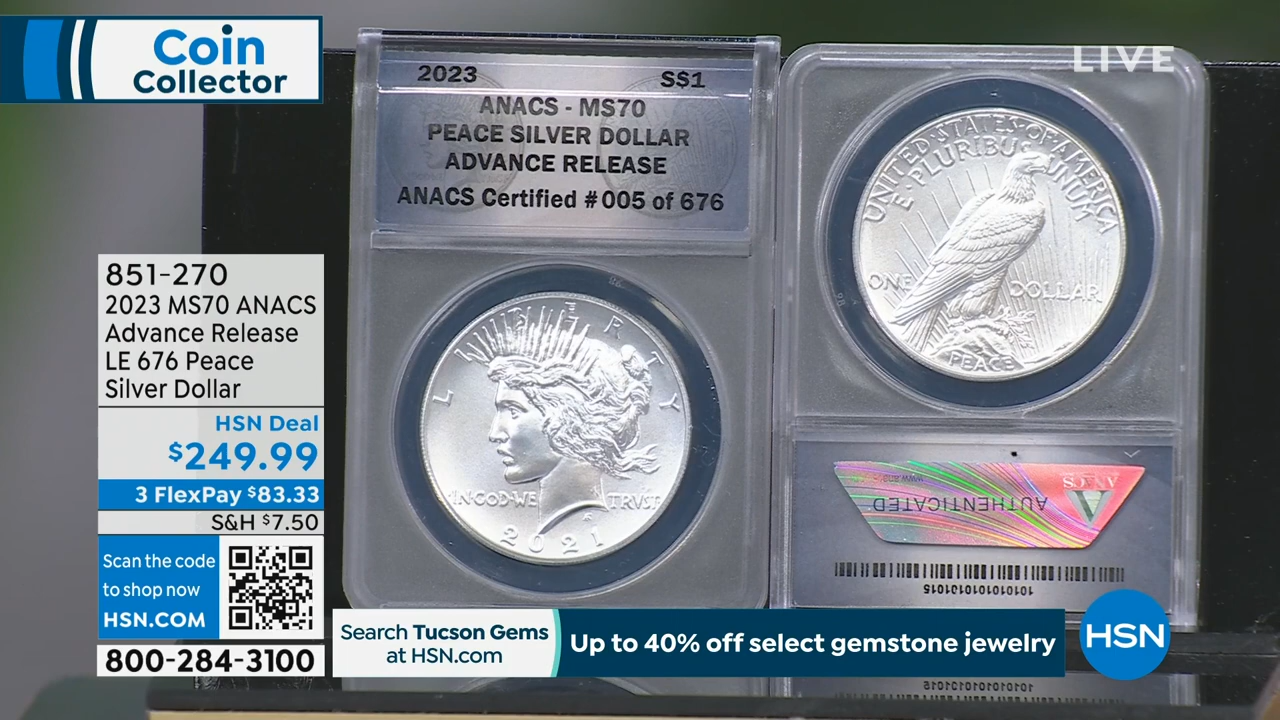 Coin
Collector
LIVE
2023 S$1
ANACS - MS70
PEACE SILVER DOLLAR
ADVANCE RELEASE
ANACS Certified #005 of 676
LIBERTY
IN·GOD·WE TRVST
2021
UNITED·STATES·OF·AMERICA
E·PLURIBUS UNUM
ONE DOLLAR
PEACE
ANACS
AUTHENTICATED
851-270
2023 MS70 ANACS
Advance Release
LE 676 Peace
Silver Dollar
HSN Deal
$249.99
3 FlexPay $83.33
S&H $7.50
Scan the code
to shop now
HSN.COM
800-284-3100
Search Tucson Gems
at HSN.com
Up to 40% off select gemstone jewelry
HSN